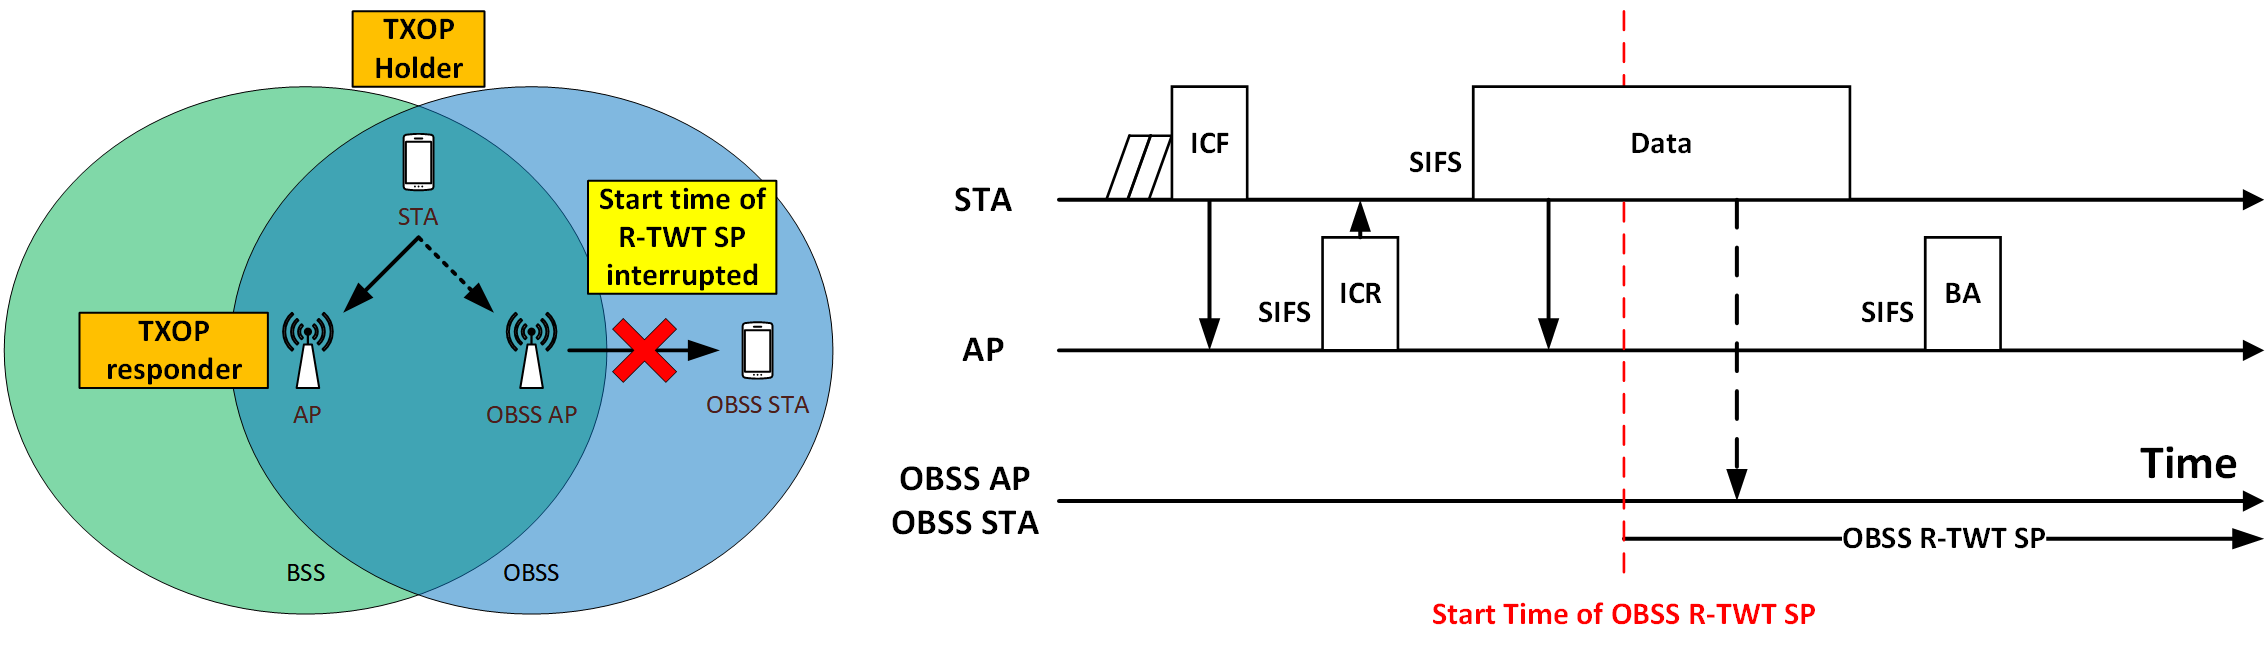 TXOP
Holder
STA
Start time of
R-TWT SP
interrupted
TXOP
responder
AP
OBSS AP
OBSS STA
BSS
OBSS
ICF
SIFS
Data
STA
SIFS
ICR
SIFS
BA
AP
Time
OBSS AP
OBSS STA
OBSS R-TWT SP
Start Time of OBSS R-TWT SP